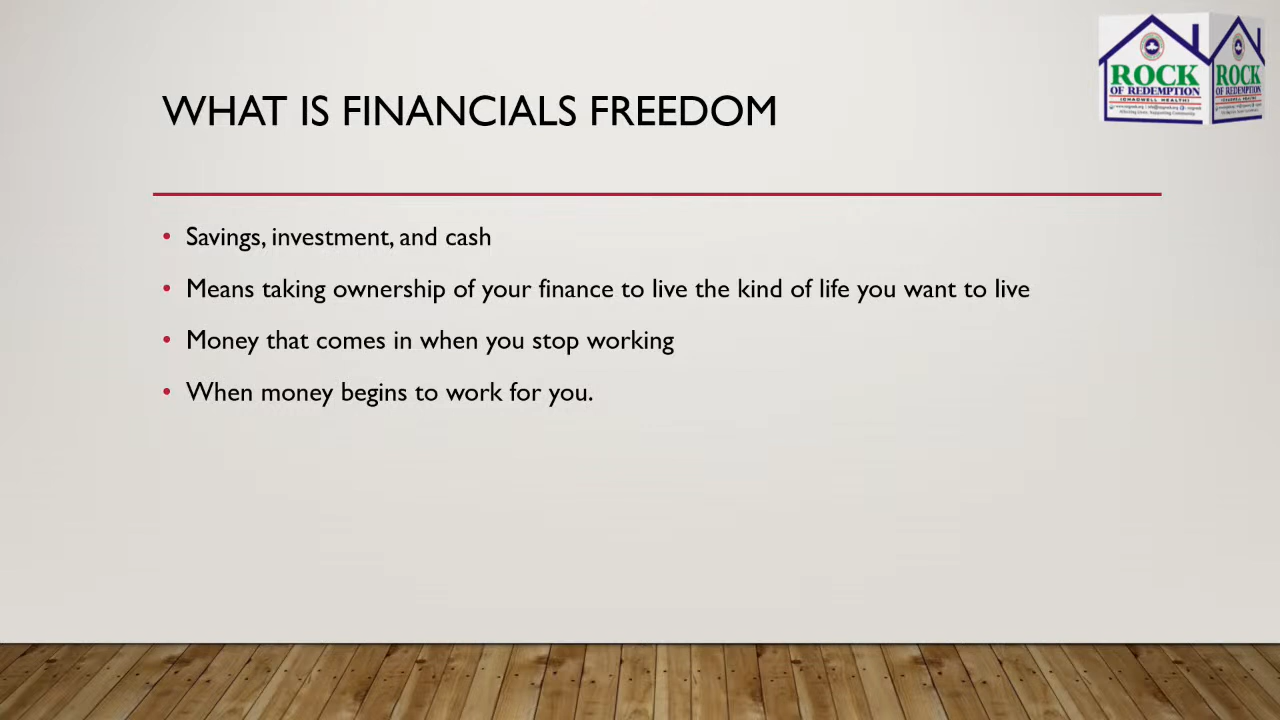 WHAT IS FINANCIALS FREEDOM
ROCK
OF REDEMPTION
(CHADWELL HEALTH)
ROCK
OF REDEMPTION
• Savings, investment, and cash
• Means taking ownership of your finance to live the kind of life you want to live
• Money that comes in when you stop working
• When money begins to work for you.